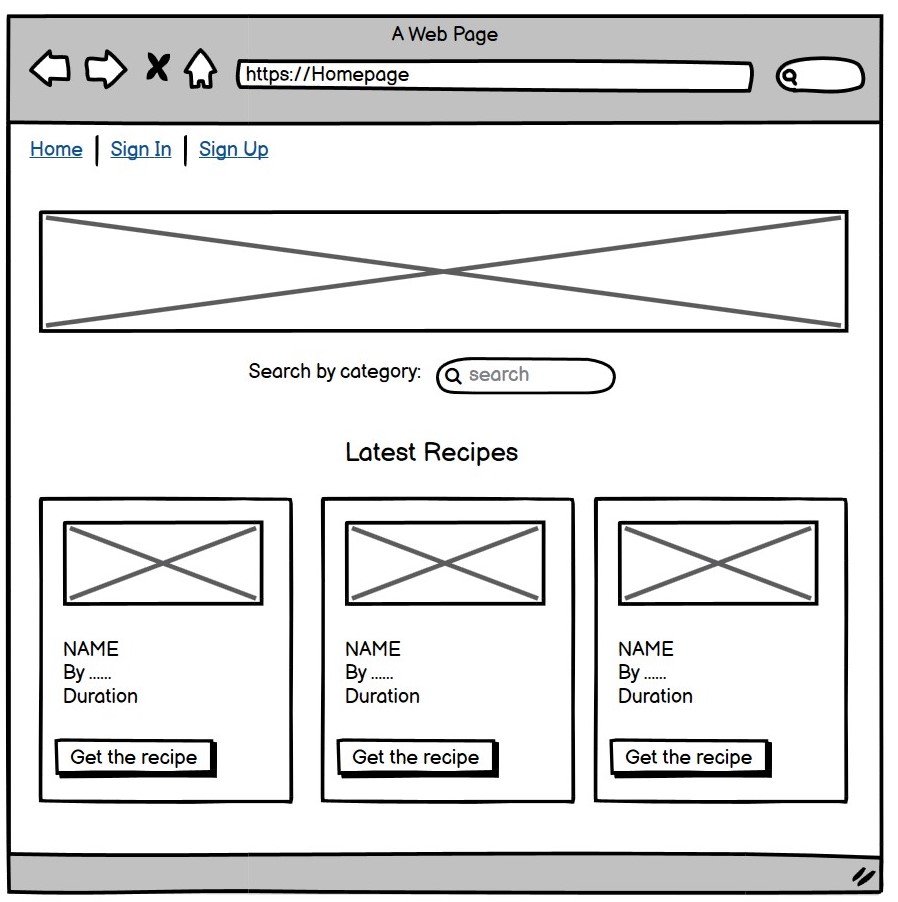 A Web Page
https://Homepage
Home | Sign In | Sign Up
Search by category: search
Latest Recipes
NAME
By ......
Duration
Get the recipe
NAME
By ......
Duration
Get the recipe
NAME
By ......
Duration
Get the recipe